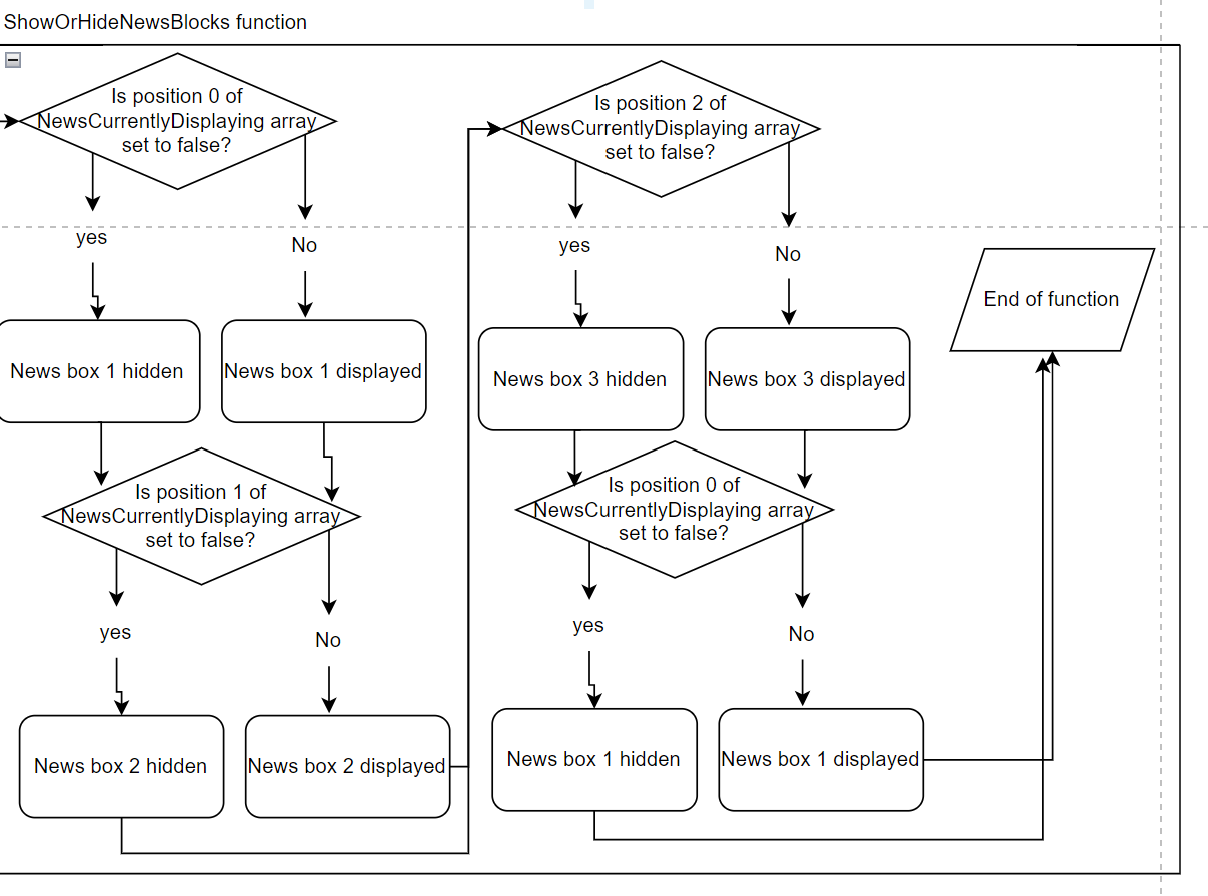 ShowOrHideNewsBlocks function
Is position 0 of
NewsCurrentlyDisplaying array
set to false?
yes
No
News box 1 hidden
News box 1 displayed
Is position 1 of
NewsCurrentlyDisplaying array
set to false?
yes
No
News box 2 hidden
News box 2 displayed
Is position 2 of
NewsCurrentlyDisplaying array
set to false?
yes
No
News box 3 hidden
News box 3 displayed
Is position 0 of
NewsCurrentlyDisplaying array
set to false?
yes
No
News box 1 hidden
News box 1 displayed
End of function